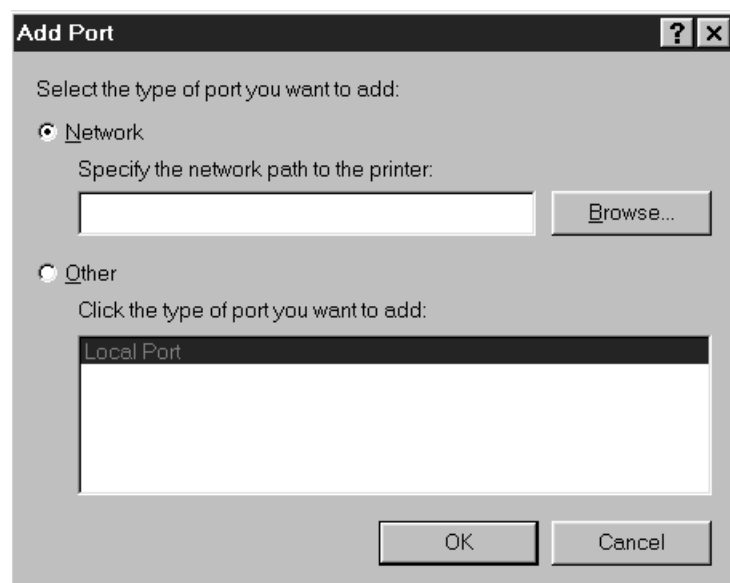 Add Port
Select the type of port you want to add:
Network
Specify the network path to the printer:
Browse...
Other
Click the type of port you want to add:
Local Port
OK Cancel